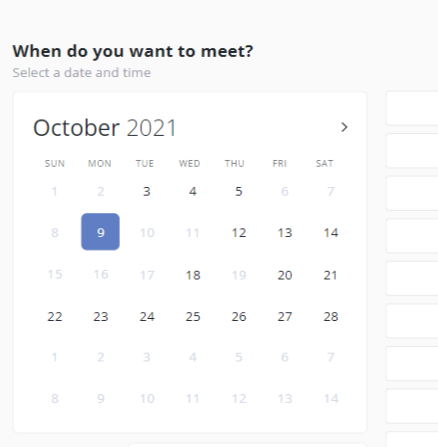 When do you want to meet?
Select a date and time
October 2021
SUN MON TUE WED THU FRI SAT
1 2 3 4 5 6 7
8 9 10 11 12 13 14
15 16 17 18 19 20 21
22 23 24 25 26 27 28
1 2 3 4 5 6 7
8 9 10 11 12 13 14